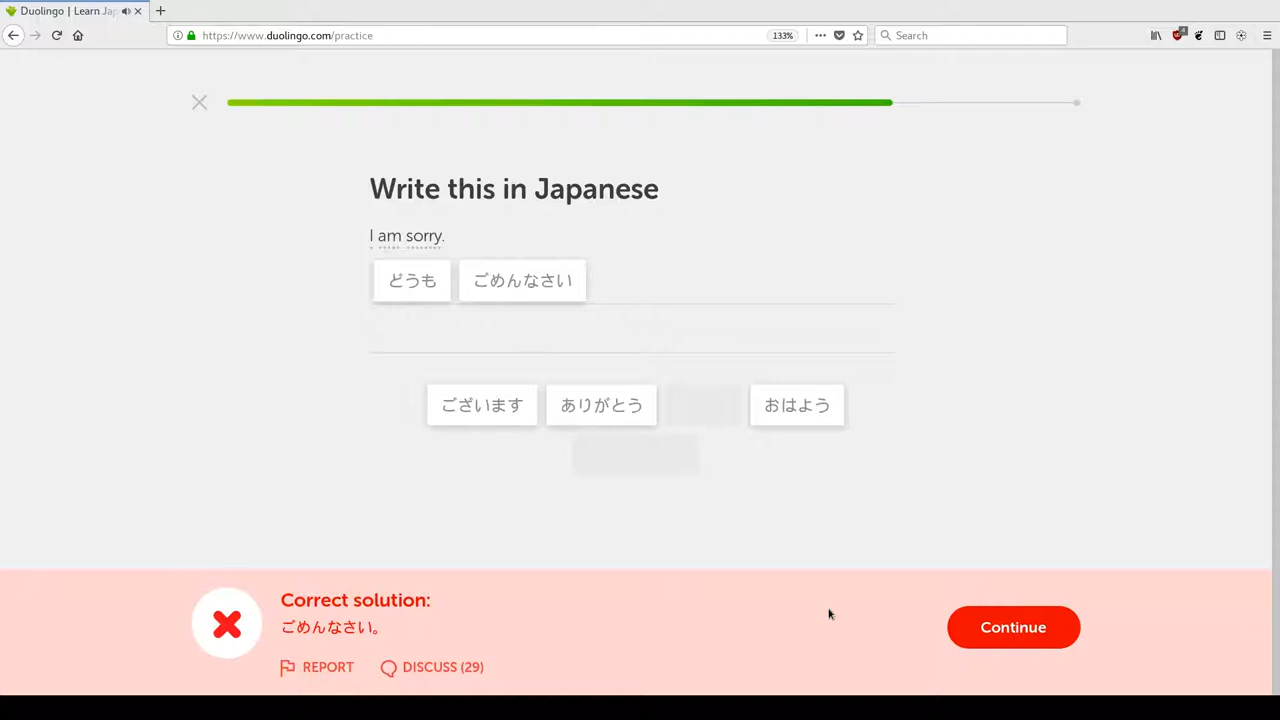 Duolingo | Learn Jap
https://www.duolingo.com/practice
133%
Search
4
Write this in Japanese
I am sorry.
どうも ごめんなさい
ございます ありがとう おはよう
Correct solution:
ごめんなさい。
REPORT DISCUSS (29)
Continue